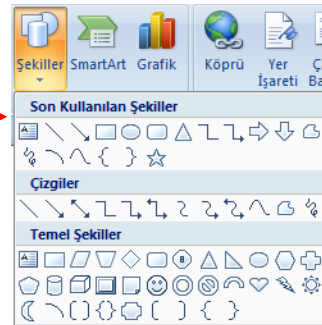 Şekiller SmartArt Grafik Köprü Yer İşareti
Son Kullanılan Şekiller
Çizgiler
Temel Şekiller